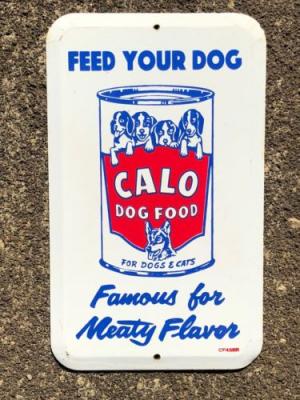 FEED YOUR DOG
CALO
DOG FOOD
FOR DOGS & CATS
Famous for
Meaty Flavor